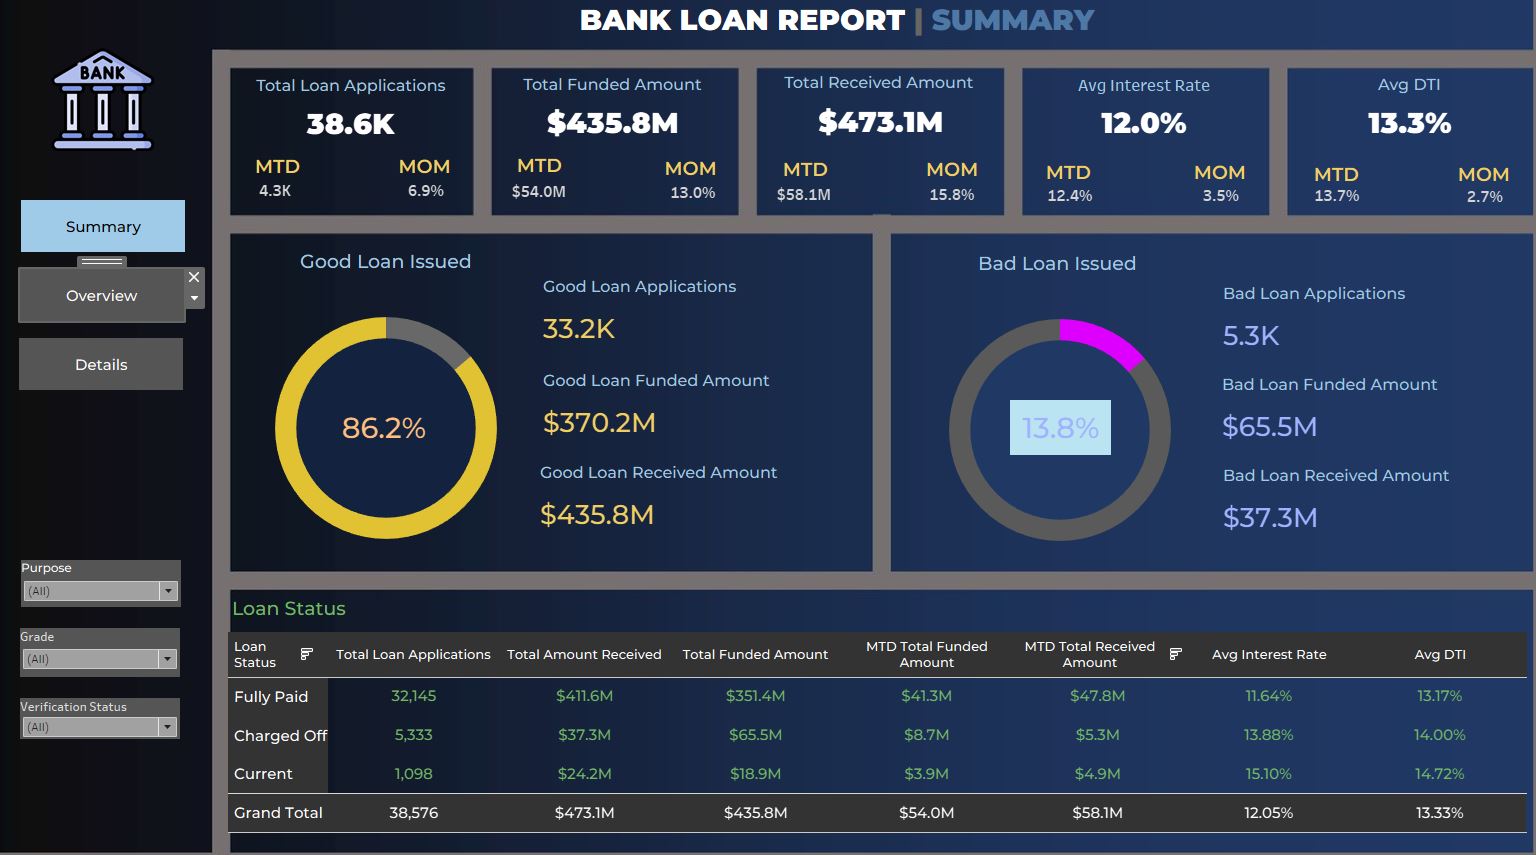 BANK LOAN REPORT | SUMMARY
BANK
Total Loan Applications
38.6K
MTD MOM
4.3K 6.9%
Total Funded Amount
$435.8M
MTD MOM
$54.0M 13.0%
Total Received Amount
$473.1M
MTD MOM
$58.1M 15.8%
Avg Interest Rate
12.0%
MTD MOM
12.4% 3.5%
Avg DTI
13.3%
MTD MOM
13.7% 2.7%
Summary
Overview
Details
Purpose
(All)
Grade
(All)
Verification Status
(All)
Good Loan Issued
86.2%
Good Loan Applications
33.2K
Good Loan Funded Amount
$370.2M
Good Loan Received Amount
$435.8M
Bad Loan Issued
13.8%
Bad Loan Applications
5.3K
Bad Loan Funded Amount
$65.5M
Bad Loan Received Amount
$37.3M
Loan Status
Loan Status Total Loan Applications Total Amount Received Total Funded Amount MTD Total Funded Amount MTD Total Received Amount Avg Interest Rate Avg DTI
Fully Paid 32,145 $411.6M $351.4M $41.3M $47.8M 11.64% 13.17%
Charged Off 5,333 $37.3M $65.5M $8.7M $5.3M 13.88% 14.00%
Current 1,098 $24.2M $18.9M $3.9M $4.9M 15.10% 14.72%
Grand Total 38,576 $473.1M $435.8M $54.0M $58.1M 12.05% 13.33%